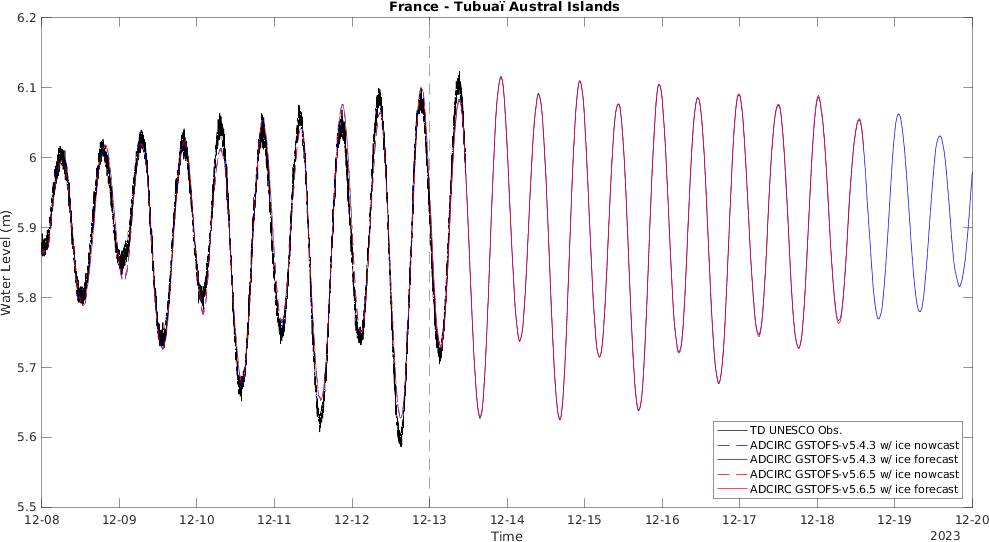 France - Tubuaï Austral Islands
6.2
6.1
6
5.9
5.8
5.7
5.6
5.5
Water Level (m)
TD UNESCO Obs.
ADCIRC GSTOFS-v5.4.3 w/ ice nowcast
ADCIRC GSTOFS-v5.4.3 w/ ice forecast
ADCIRC GSTOFS-v5.6.5 w/ ice nowcast
ADCIRC GSTOFS-v5.6.5 w/ ice forecast
12-08 12-09 12-10 12-11 12-12 12-13 12-14 12-15 12-16 12-17 12-18 12-19 12-20
Time
2023